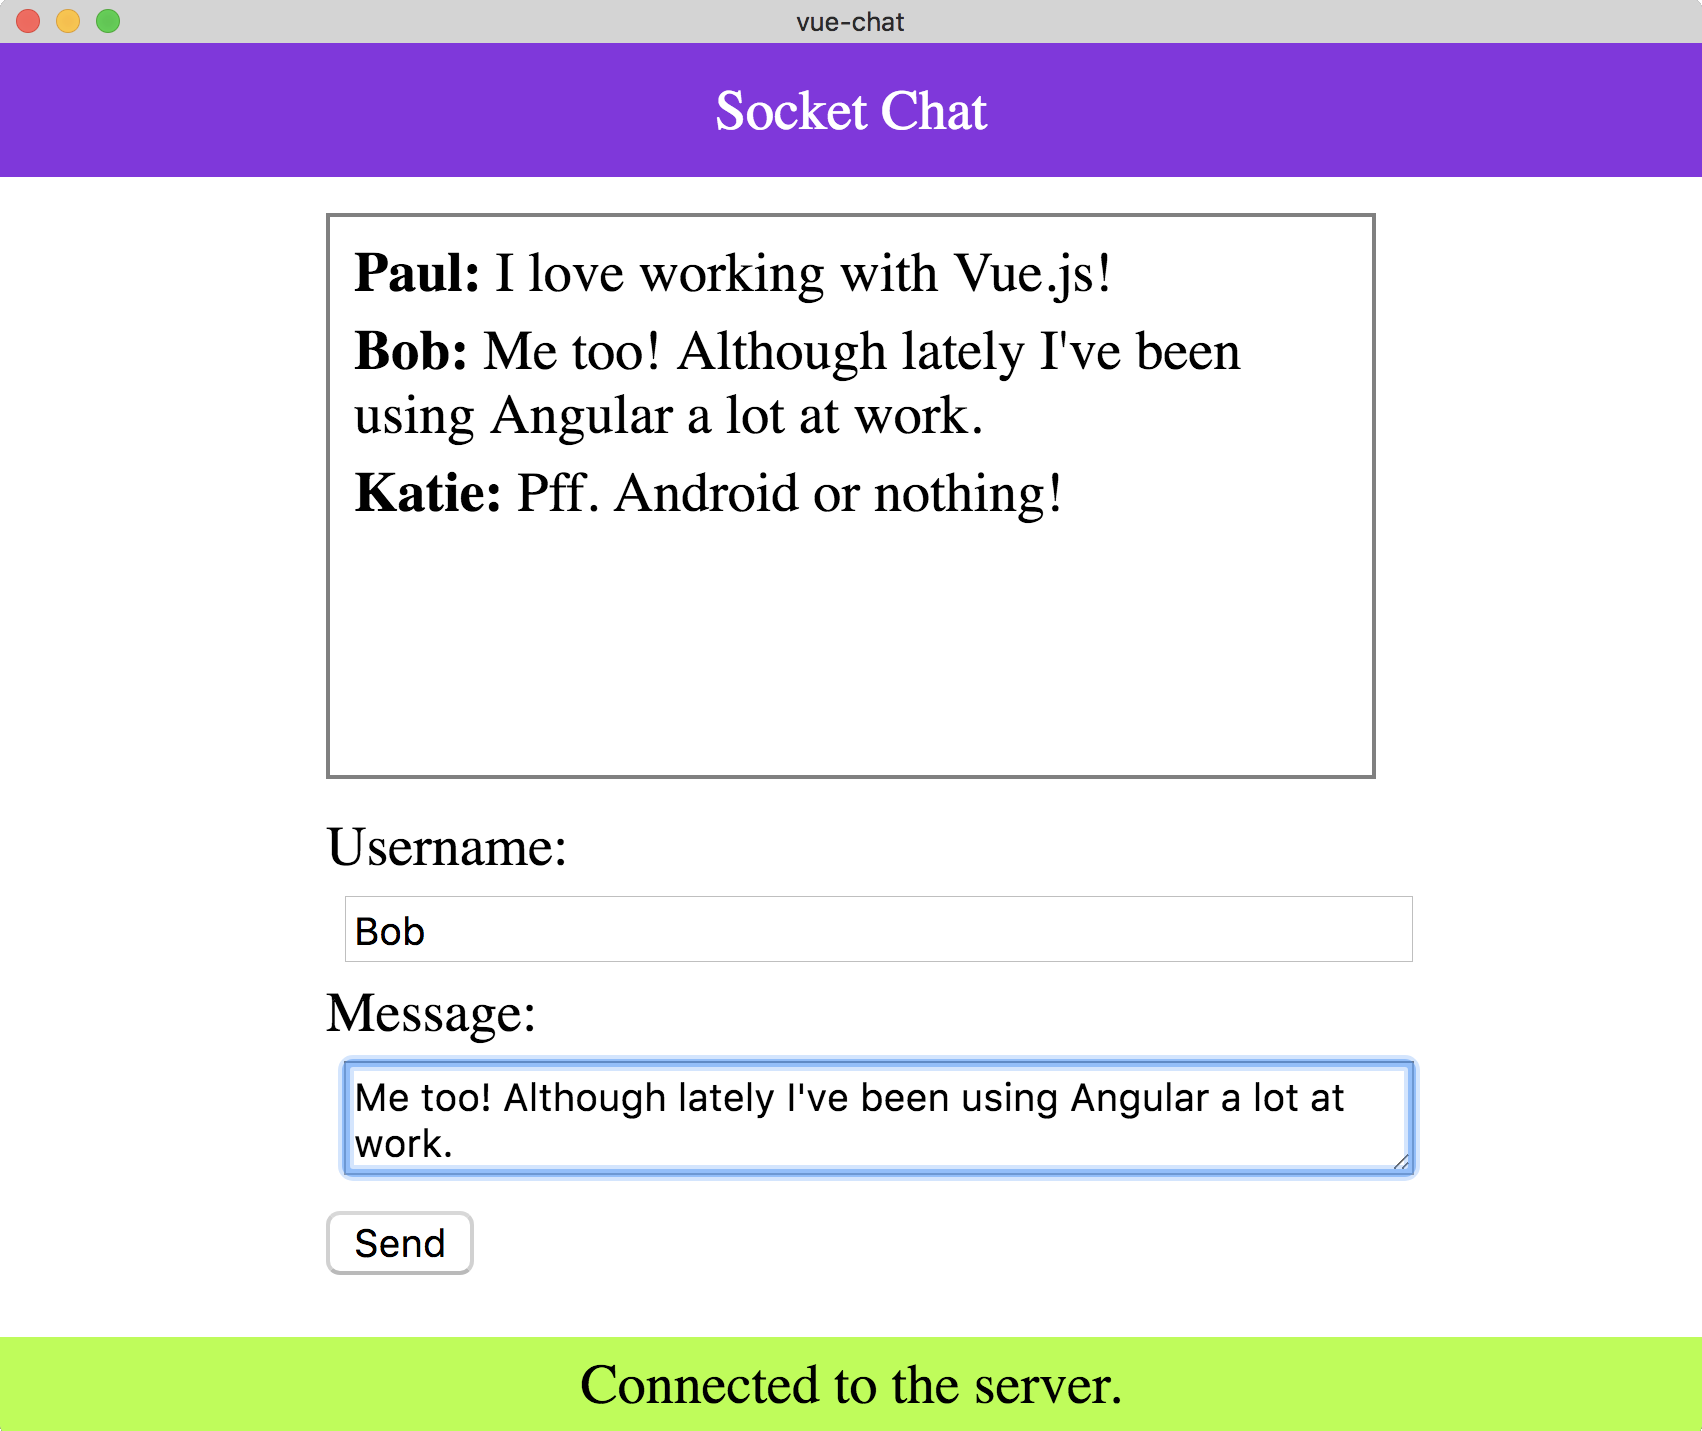 vue-chat
Socket Chat
Paul: I love working with Vue.js!
Bob: Me too! Although lately I've been
using Angular a lot at work.
Katie: Pff. Android or nothing!
Username:
Bob
Message:
Me too! Although lately I've been using Angular a lot at
work.
Send
Connected to the server.